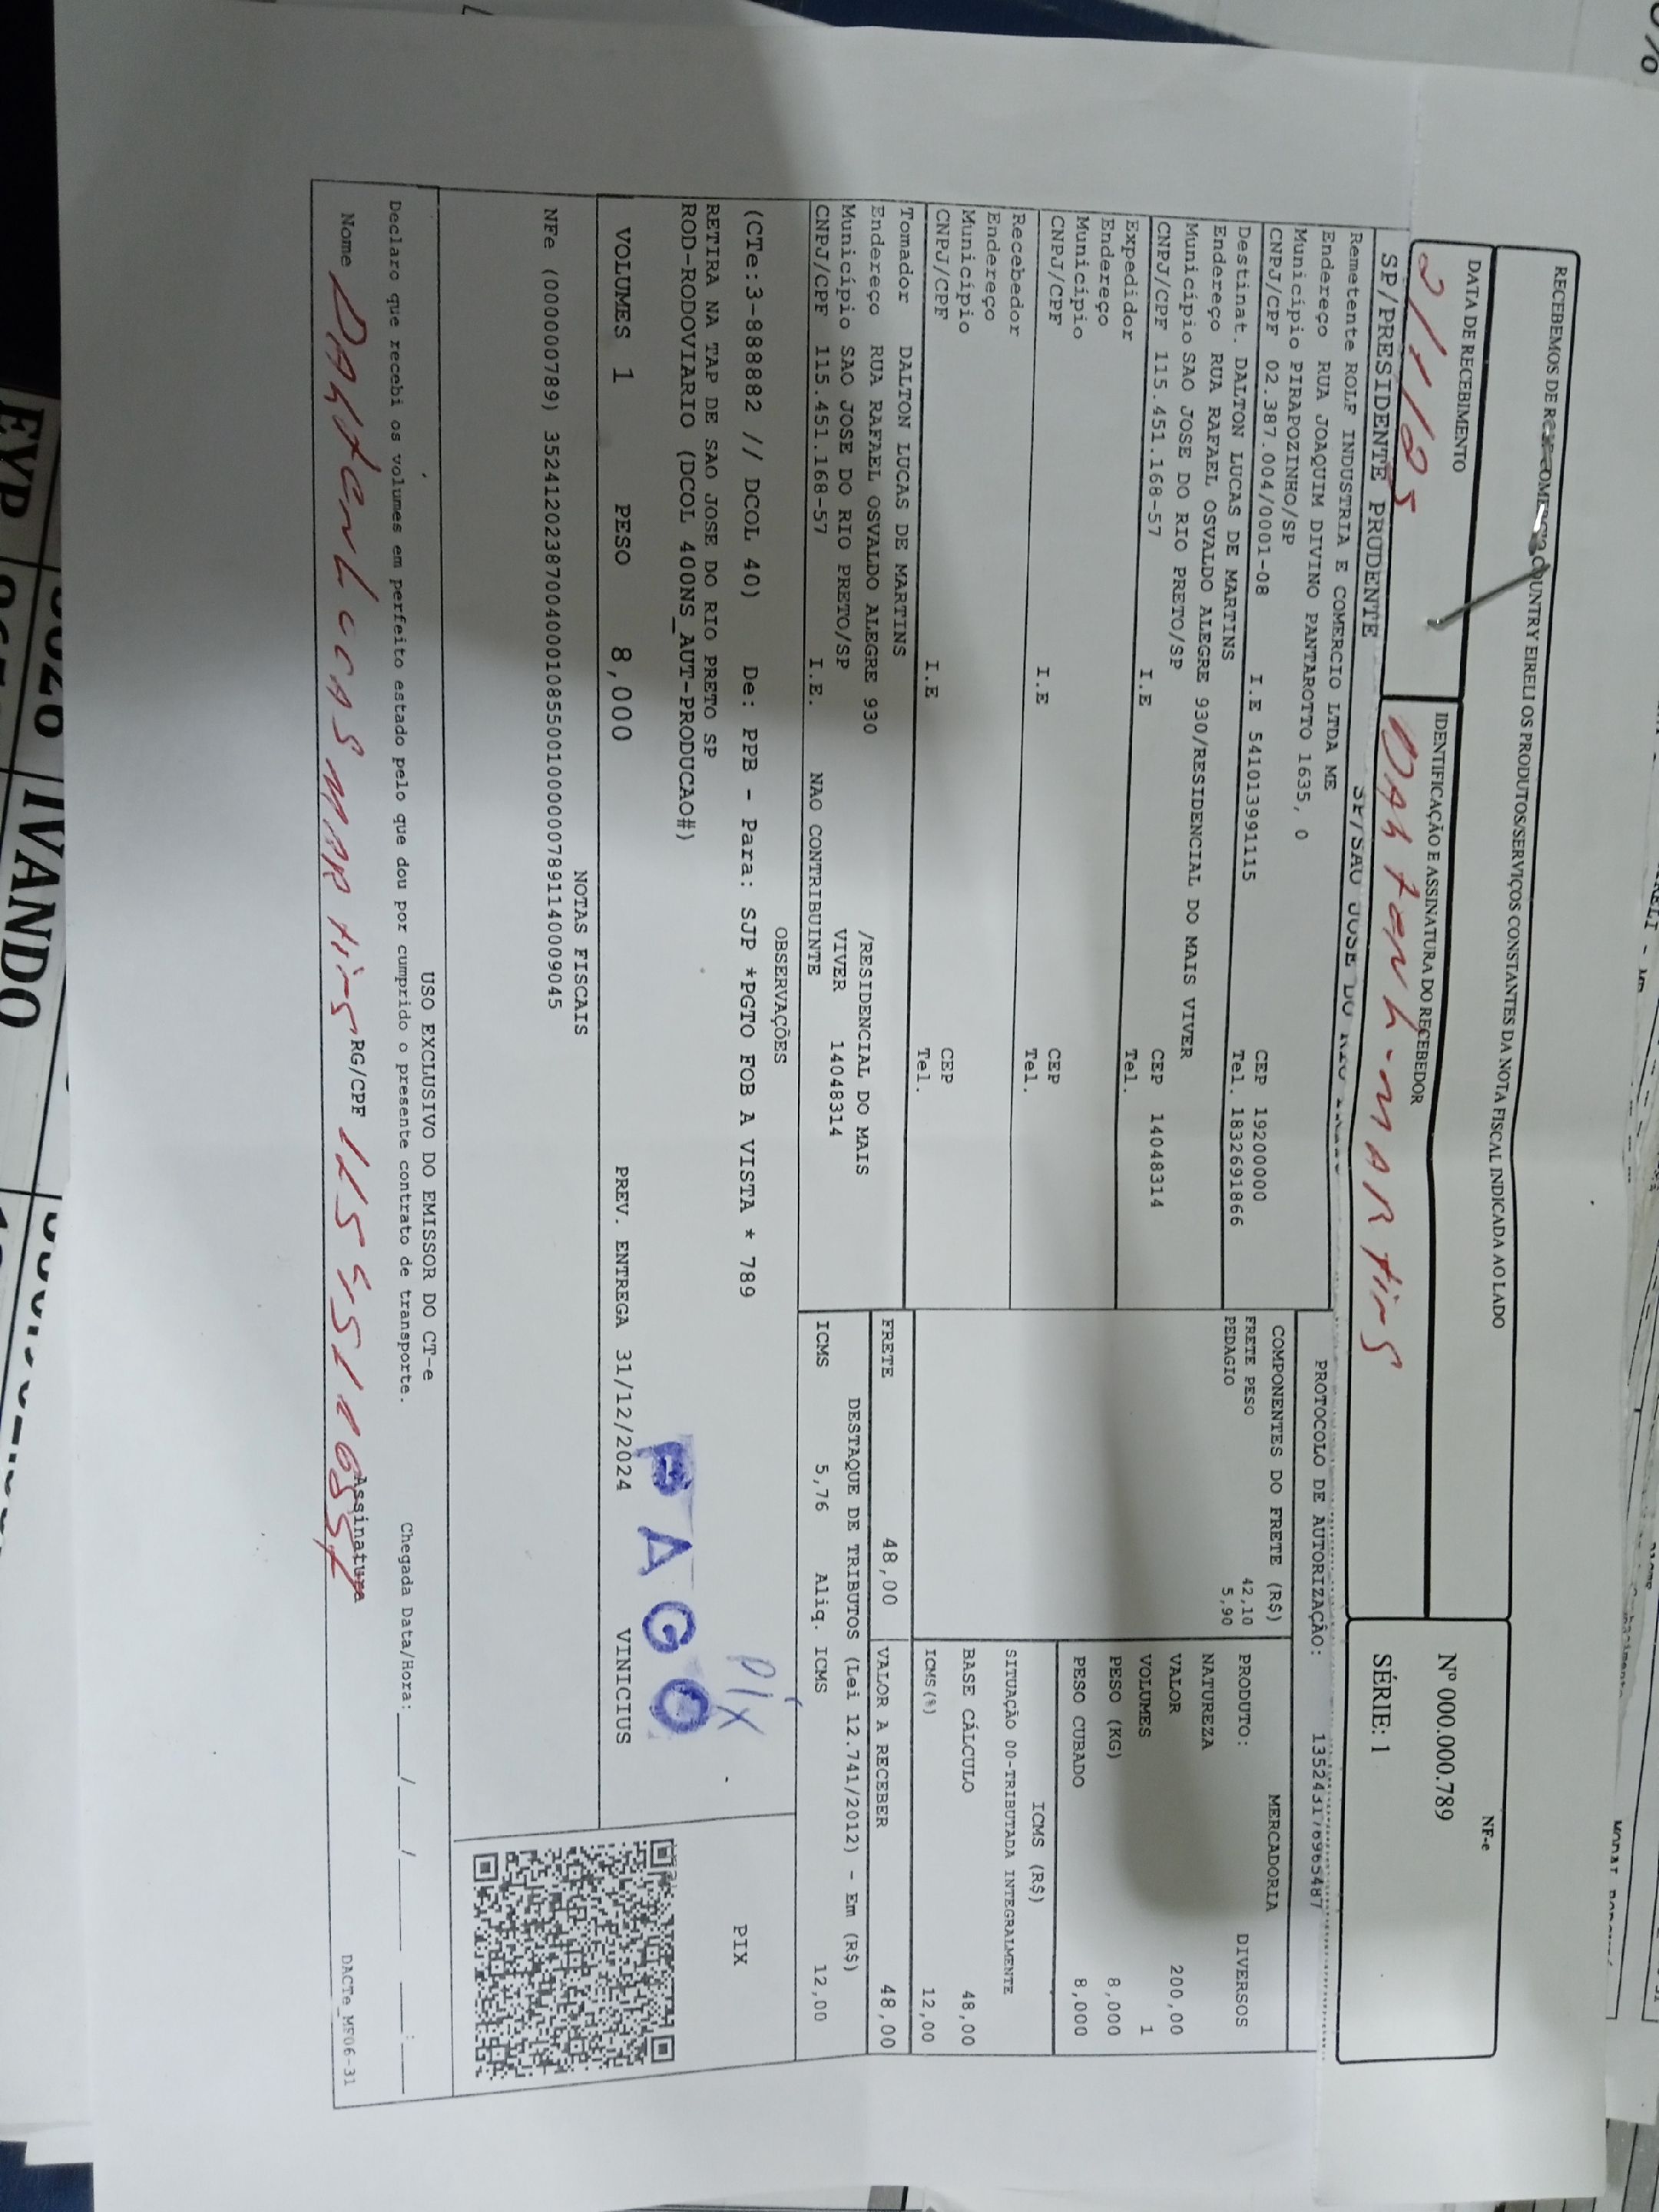 RECEBEMOS DE COUNTRY EIRELI OS PRODUTOS/SERVIÇOS CONSTANTES DA NOTA FISCAL INDICADA AO LADO
NF-e
Nº 000.000.789
SÉRIE: 1
DATA DE RECEBIMENTO
IDENTIFICAÇÃO E ASSINATURA DO RECEBEDOR
2/1/25
DAlton L. MARtins
SP/PRESIDENTE PRUDENTE
SP/SAO JOSE DO RIO
PROTOCOLO DE AUTORIZAÇÃO:
Remetente ROLF INDUSTRIA E COMERCIO LTDA ME
Endereço RUA JOAQUIM DIVINO PANTAROTTO 1635, 0
Município PIRAPOZINHO/SP
CEP 19200000
CNPJ/CPF 02.387.004/0001-08 I.E 541013991115
Tel. 1832691866
Destinat. DALTON LUCAS DE MARTINS
Endereço RUA RAFAEL OSVALDO ALEGRE 930/RESIDENCIAL DO MAIS VIVER
Município SAO JOSE DO RIO PRETO/SP
CEP 14048314
CNPJ/CPF 115.451.168-57 I.E
Tel.
Expedidor
Endereço
Município
CEP
CNPJ/CPF I.E
Tel.
Recebedor
Endereço
Município
CEP
CNPJ/CPF I.E
Tel.
Tomador DALTON LUCAS DE MARTINS
Endereço RUA RAFAEL OSVALDO ALEGRE 930 /RESIDENCIAL DO MAIS
Município SAO JOSE DO RIO PRETO/SP VIVER 14048314
CNPJ/CPF 115.451.168-57 I.E. NAO CONTRIBUINTE
COMPONENTES DO FRETE (R$)
FRETE PESO 42,10
PEDAGIO 5,90
MERCADORIA
PRODUTO: DIVERSOS
NATUREZA
VALOR 200,00
VOLUMES 1
PESO (KG) 8,000
PESO CUBADO 8,000
ICMS (R$)
SITUAÇÃO 00-TRIBUTADA INTEGRALMENTE
BASE CÁLCULO 48,00
ICMS(%) 12,00
FRETE 48,00 VALOR A RECEBER 48,00
DESTAQUE DE TRIBUTOS (Lei 12.741/2012) - Em (R$)
ICMS 5,76 Aliq. ICMS 12,00
OBSERVAÇÕES
(CTe:3-888882 // DCOL 40) De: PPB - Para: SJP *PGTO FOB A VISTA * 789
RETIRA NA TAP DE SAO JOSE DO RIO PRETO SP
ROD-RODOVIARIO (DCOL 400NS_AUT-PRODUCAO#)
PIX
PAGO
PIX
VOLUMES 1 PESO 8,000 PREV. ENTREGA 31/12/2024 VINICIUS
NOTAS FISCAIS
NFe (000000789) 35241202387004000108550010000007891140009045
USO EXCLUSIVO DO EMISSOR DO CT-e
Declaro que recebi os volumes em perfeito estado pelo que dou por cumprido o presente contrato de transporte.
Chegada Data/Hora:____/____/____ ___:___
Nome DAlton Lucas MARtins RG/CPF Assinatura
DACTe_MF06-31
IVANDO